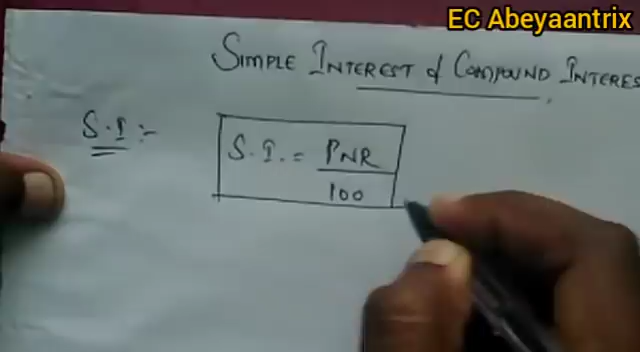 EC Abeyaantrix
SIMPLE INTEREST & COMPOUND INTERES
S.I :-
S.I. = PNR
100